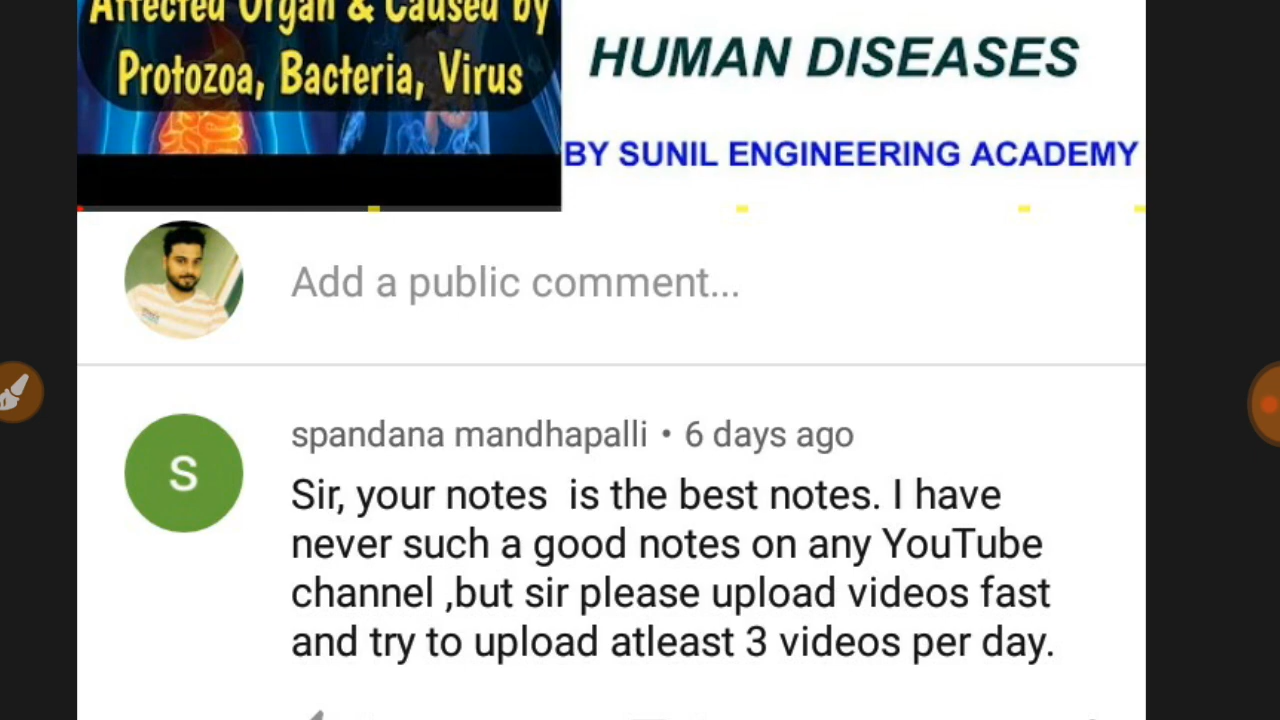 Affected Organ & Caused by
Protozoa, Bacteria, Virus
HUMAN DISEASES
BY SUNIL ENGINEERING ACADEMY
Add a public comment...
S
spandana mandhapalli • 6 days ago
Sir, your notes  is the best notes. I have
never such a good notes on any YouTube
channel ,but sir please upload videos fast
and try to upload atleast 3 videos per day.